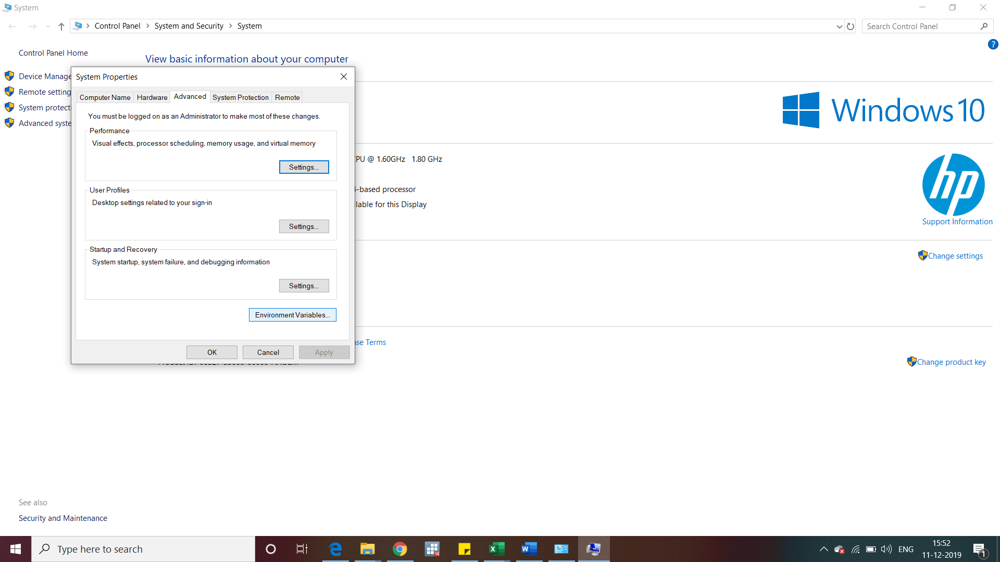 System
Control Panel > System and Security > System
Search Control Panel
?
Control Panel Home
View basic information about your computer
Device Manage
Remote setting
System protect
Advanced syste
System Properties
Computer Name Hardware Advanced System Protection Remote
You must be logged on as an Administrator to make most of these changes.
Performance
Visual effects, processor scheduling, memory usage, and virtual memory
Settings...
User Profiles
Desktop settings related to your sign-in
Settings...
Startup and Recovery
System startup, system failure, and debugging information
Settings...
Environment Variables...
OK Cancel Apply
Windows 10
CPU @ 1.60GHz 1.80 GHz
-based processor
lable for this Display
hp
Support Information
Change settings
nse Terms
Change product key
See also
Security and Maintenance
Type here to search
14
ENG
15:52
11-12-2019
1